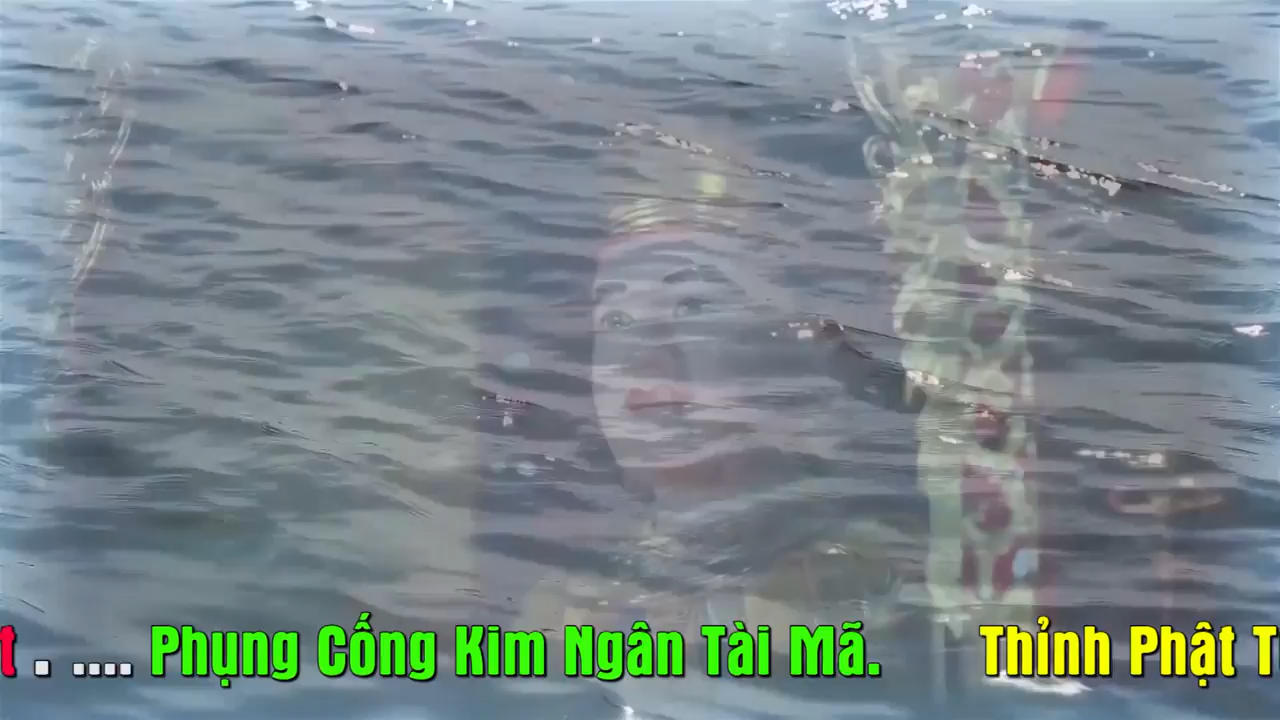 t . .... Phụng Cống Kim Ngân Tài Mã. Thỉnh Phật T